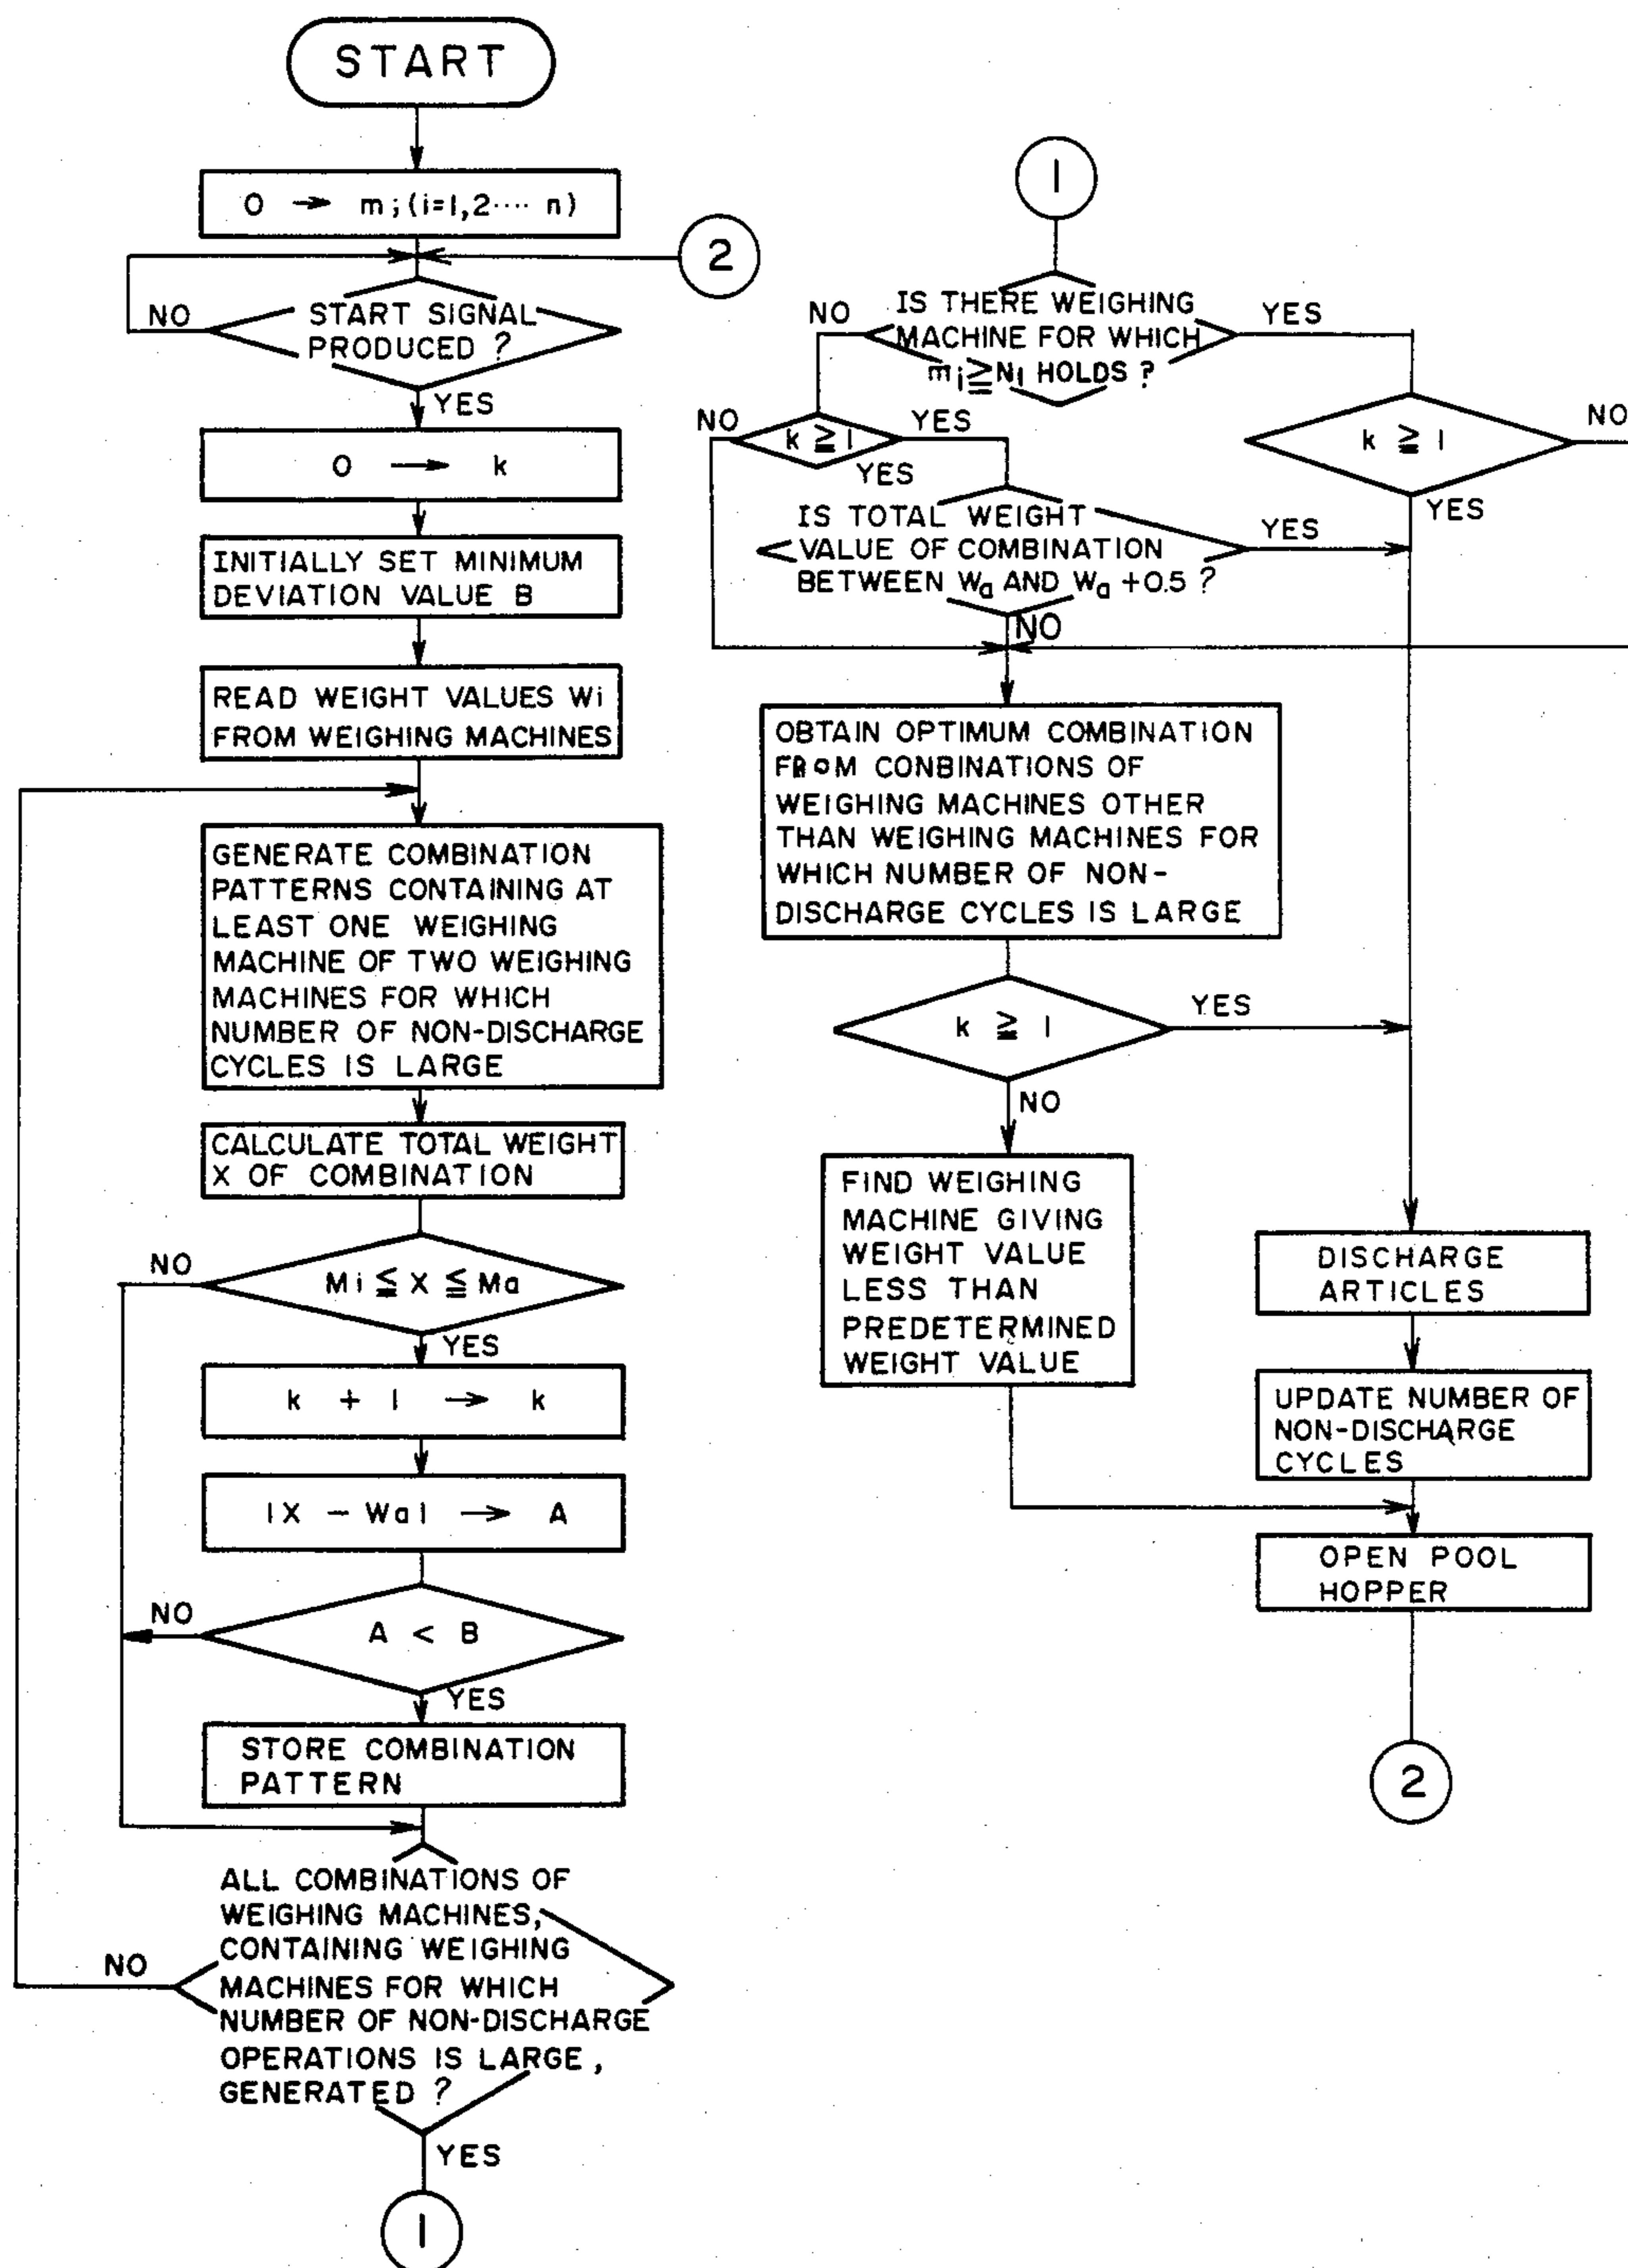 START
O → mi (i=1,2···· n)
2
NO
START SIGNAL
PRODUCED ?
YES
O → k
INITIALLY SET MINIMUM
DEVIATION VALUE B
READ WEIGHT VALUES Wi
FROM WEIGHING MACHINES
GENERATE COMBINATION
PATTERNS CONTAINING AT
LEAST ONE WEIGHING
MACHINE OF TWO WEIGHING
MACHINES FOR WHICH
NUMBER OF NON-DISCHARGE
CYCLES IS LARGE
CALCULATE TOTAL WEIGHT
X OF COMBINATION
NO
Mi ≦ X ≦ Ma
YES
k + 1 → k
|X − Wa| → A
NO
A < B
YES
STORE COMBINATION
PATTERN
ALL COMBINATIONS OF
WEIGHING MACHINES,
CONTAINING WEIGHING
NO
MACHINES FOR WHICH
NUMBER OF NON-DISCHARGE
OPERATIONS IS LARGE,
GENERATED ?
YES
1
1
IS THERE WEIGHING
NO
YES
MACHINE FOR WHICH
mi≧N1 HOLDS ?
NO
k ≧ 1
YES
YES
k ≧ 1
NO
YES
IS TOTAL WEIGHT
VALUE OF COMBINATION
BETWEEN Wa AND Wa +0.5 ?
YES
NO
OBTAIN OPTIMUM COMBINATION
FROM CONBINATIONS OF
WEIGHING MACHINES OTHER
THAN WEIGHING MACHINES FOR
WHICH NUMBER OF NON-
DISCHARGE CYCLES IS LARGE
k ≧ 1
YES
NO
FIND WEIGHING
MACHINE GIVING
WEIGHT VALUE
LESS THAN
PREDETERMINED
WEIGHT VALUE
DISCHARGE
ARTICLES
UPDATE NUMBER OF
NON-DISCHARGE
CYCLES
OPEN POOL
HOPPER
2